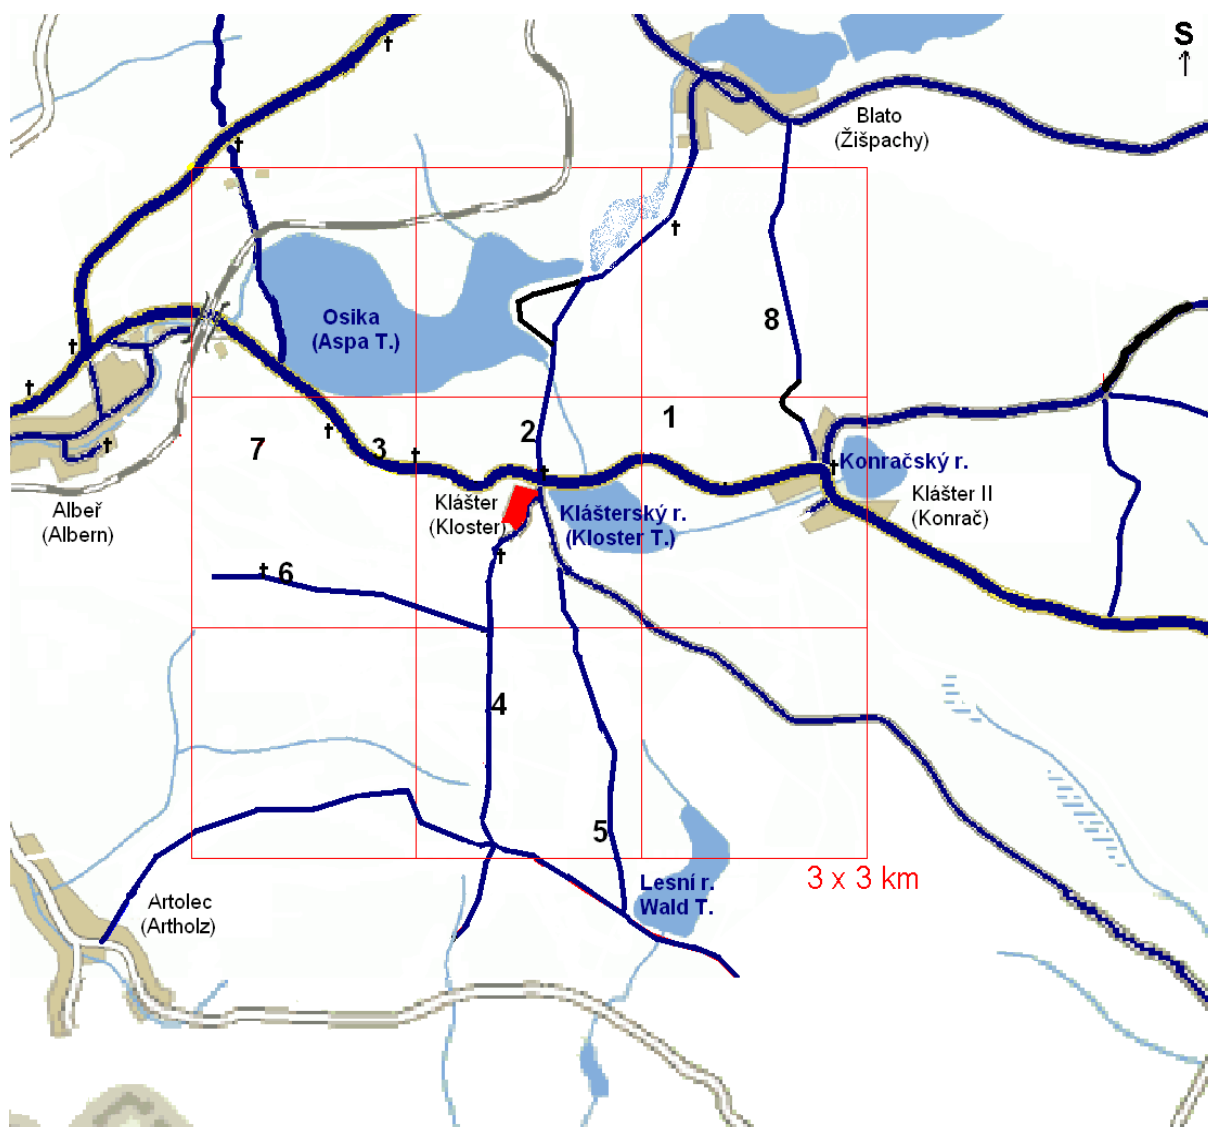 S
Blato
(Žišpachy)
Osika
(Aspa T.)
8
1
2
3
7
Konračský r.
Klášter II
(Konrač)
Klášter
(Kloster)
Klášterský r.
(Kloster T.)
Albeř
(Albern)
6
4
5
Lesní r.
Wald T.
3 x 3 km
Artolec
(Artholz)